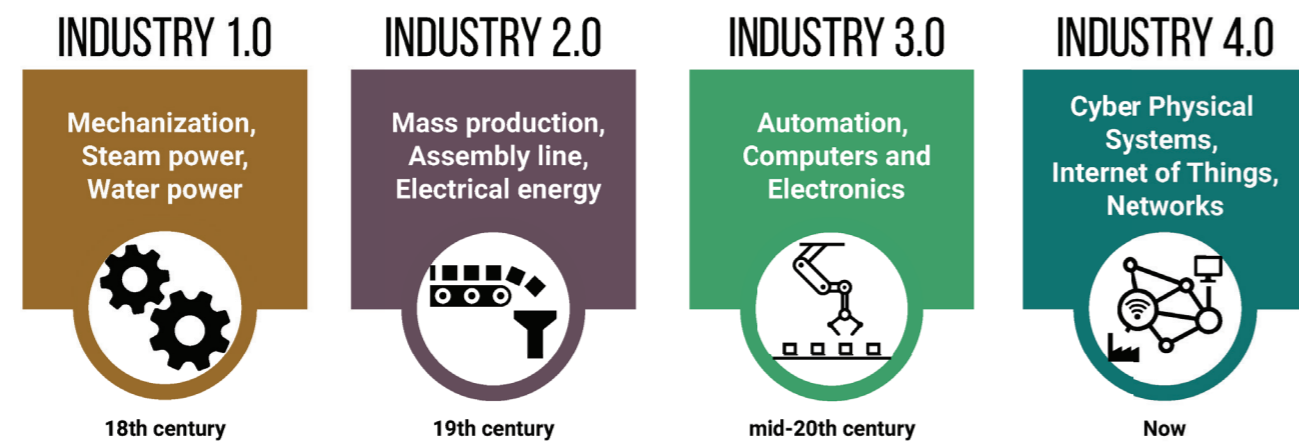 INDUSTRY 1.0
Mechanization,
Steam power,
Water power
18th century
INDUSTRY 2.0
Mass production,
Assembly line,
Electrical energy
19th century
INDUSTRY 3.0
Automation,
Computers and
Electronics
mid-20th century
INDUSTRY 4.0
Cyber Physical
Systems,
Internet of Things,
Networks
Now